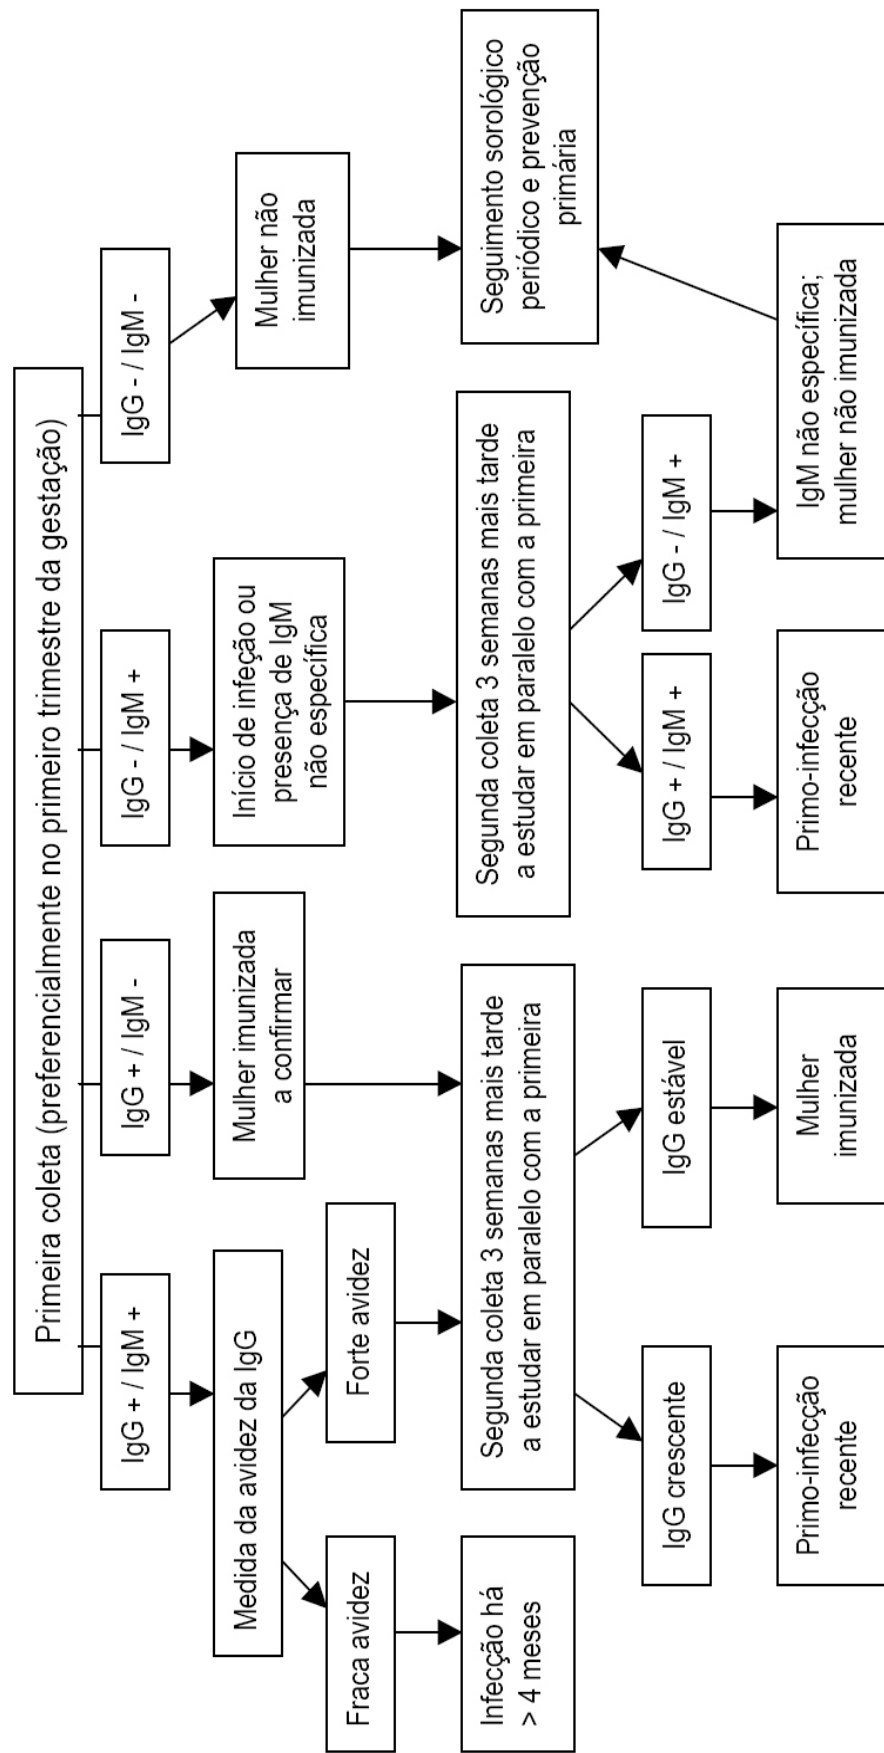 Primeira coleta (preferencialmente no primeiro trimestre da gestação)
IgG + / IgM +
IgG + / IgM -
IgG - / IgM +
IgG - / IgM -
Medida da avidez da IgG
Mulher imunizada
a confirmar
Início de infeção ou
presença de IgM
não específica
Mulher não
imunizada
Fraca avidez
Forte avidez
Infecção há
> 4 meses
Segunda coleta 3 semanas mais tarde
a estudar em paralelo com a primeira
Segunda coleta 3 semanas mais tarde
a estudar em paralelo com a primeira
Seguimento sorológico
periódico e prevenção
primária
IgG crescente
IgG estável
IgG + / IgM +
IgG - / IgM +
Primo-infecção
recente
Mulher
imunizada
Primo-infecção
recente
IgM não específica;
mulher não imunizada